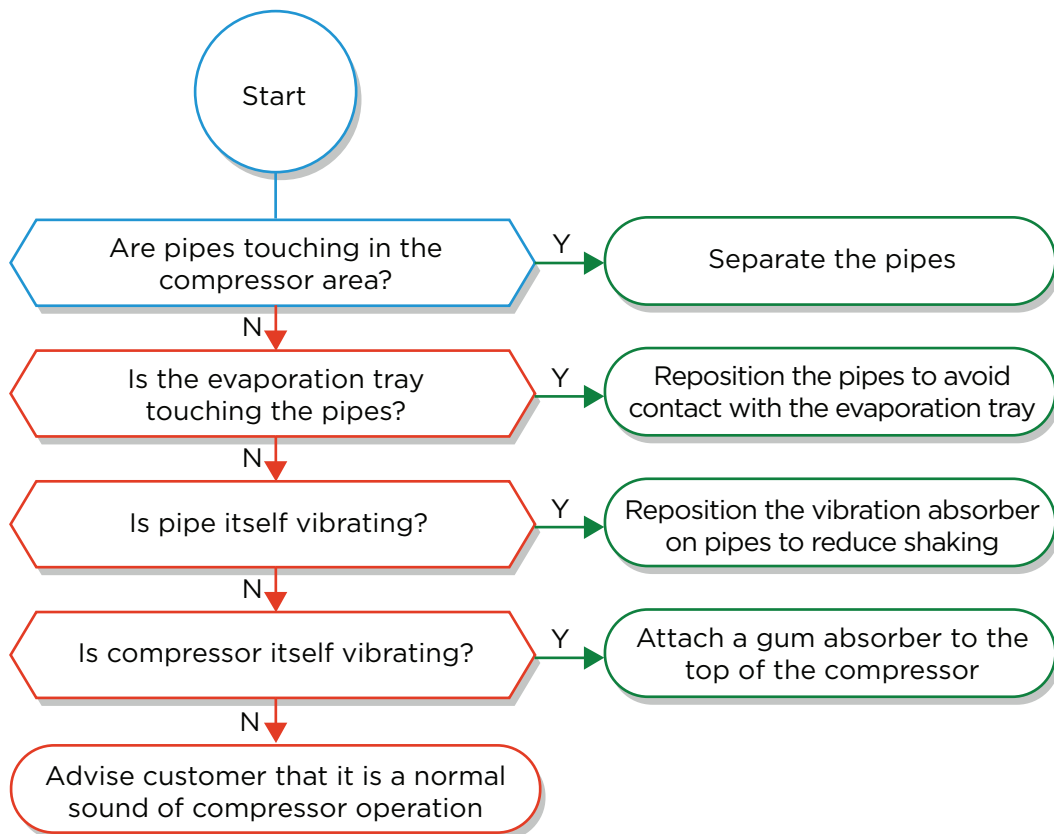 Start
Are pipes touching in the
compressor area?
Y
Separate the pipes
N
Is the evaporation tray
touching the pipes?
Y
Reposition the pipes to avoid
contact with the evaporation tray
N
Is pipe itself vibrating?
Y
Reposition the vibration absorber
on pipes to reduce shaking
N
Is compressor itself vibrating?
Y
Attach a gum absorber to the
top of the compressor
N
Advise customer that it is a normal
sound of compressor operation